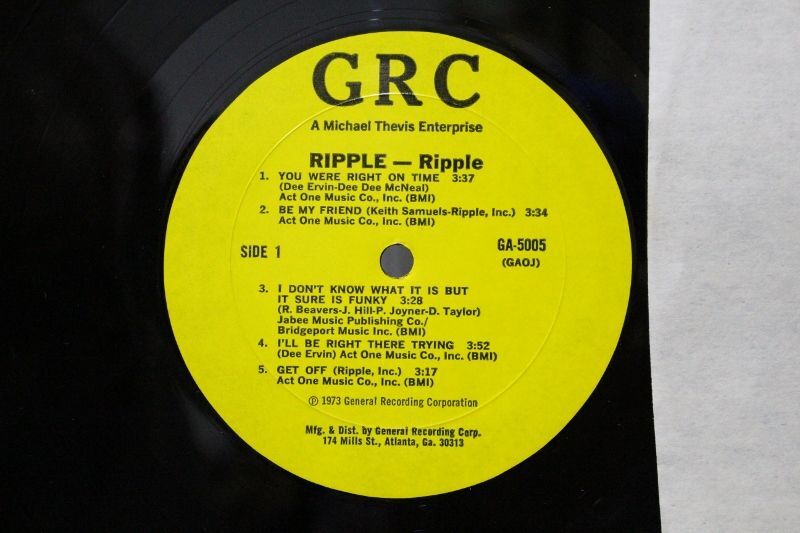 GRC
A Michael Thevis Enterprise
RIPPLE — Ripple
1. YOU WERE RIGHT ON TIME 3:37
(Dee Ervin-Dee Dee McNeal)
Act One Music Co., Inc. (BMI)
2. BE MY FRIEND (Keith Samuels-Ripple, Inc.) 3:34
Act One Music Co., Inc. (BMI)
SIDE 1
GA-5005
(GAOJ)
3. I DON'T KNOW WHAT IT IS BUT
IT SURE IS FUNKY 3:28
(R. Beavers-J. Hill-P. Joyner-D. Taylor)
Jabee Music Publishing Co./
Bridgeport Music Inc. (BMI)
4. I'LL BE RIGHT THERE TRYING 3:52
(Dee Ervin) Act One Music Co., Inc. (BMI)
5. GET OFF (Ripple, Inc.) 3:17
Act One Music Co., Inc. (BMI)
℗ 1973 General Recording Corporation
Mfg. & Dist. by General Recording Corp.
174 Mills St., Atlanta, Ga. 30313